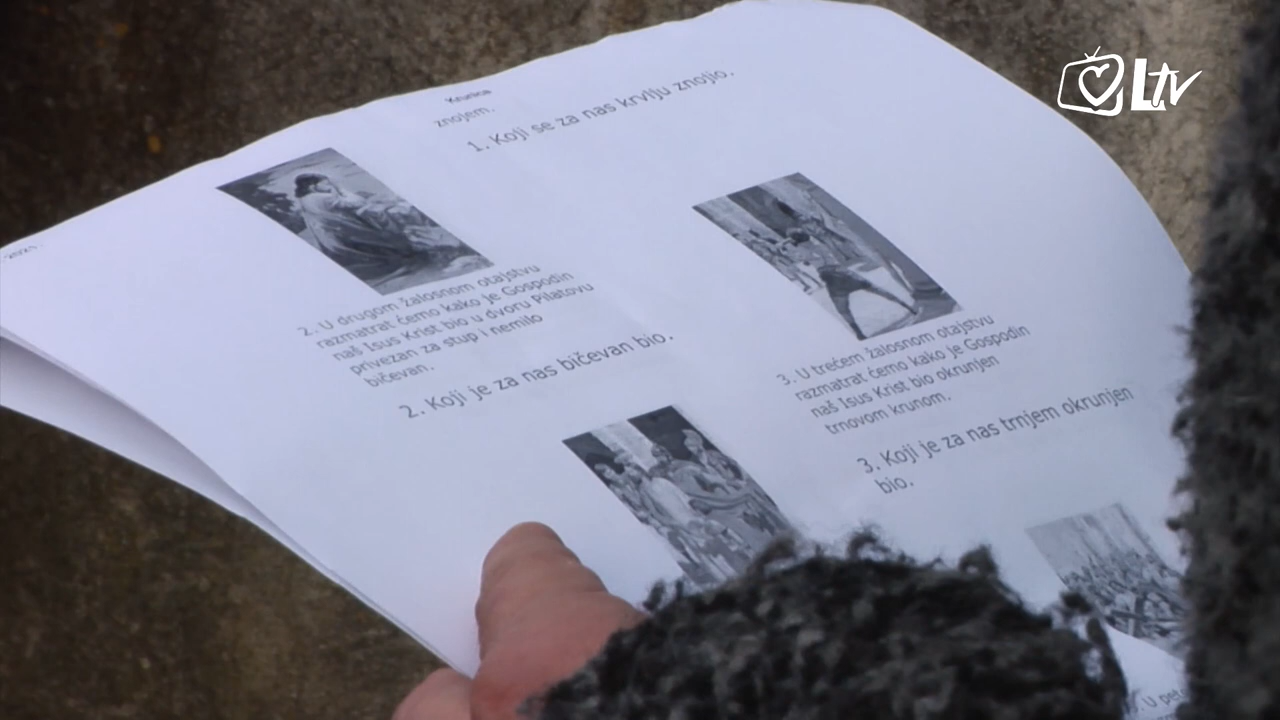 LTV
Krunica
znojem.
1. Koji se za nas krvlju znojio.
2021.
2. U drugom žalosnom otajstvu
razmatrat ćemo kako je Gospodin
naš Isus Krist bio u dvoru Pilatovu
privezan za stup i nemilo
bičevan.
2. Koji je za nas bičevan bio.
3. U trećem žalosnom otajstvu
razmatrat ćemo kako je Gospodin
naš Isus Krist bio okrunjen
trnovom krunom.
3. Koji je za nas trnjem okrunjen
bio.
U